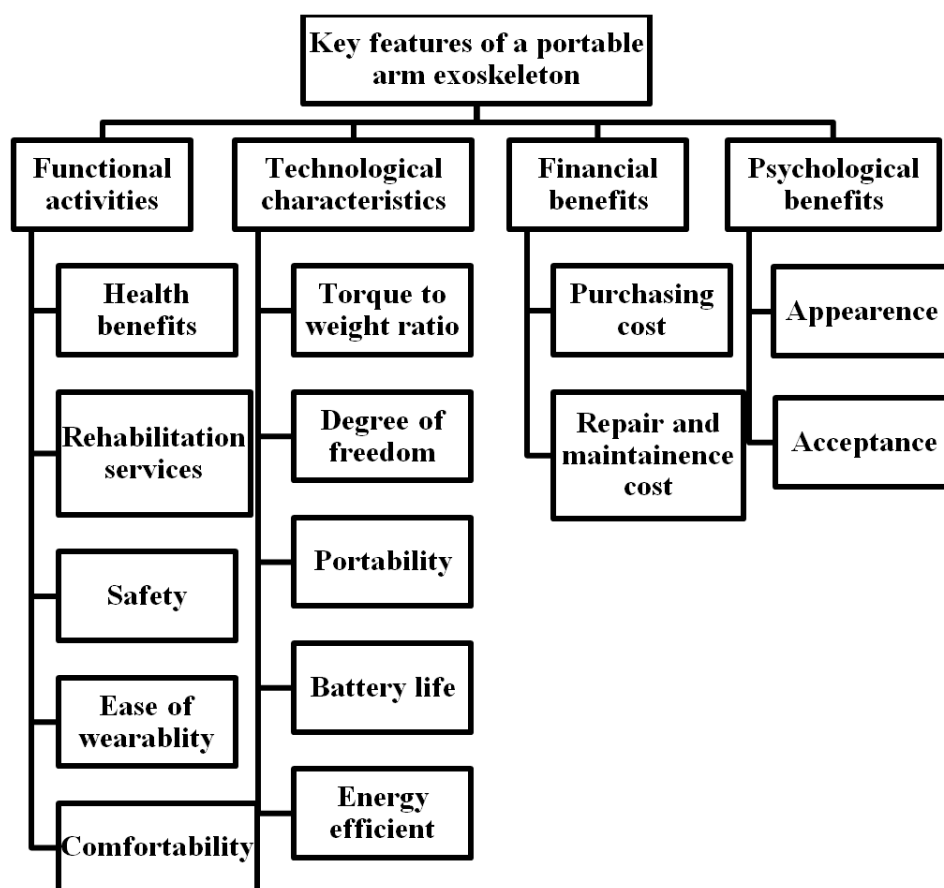 Key features of a portable
arm exoskeleton
Functional
activities
Technological
characteristics
Financial
benefits
Psychological
benefits
Health
benefits
Rehabilitation
services
Safety
Ease of
wearablity
Comfortability
Torque to
weight ratio
Degree of
freedom
Portability
Battery life
Energy
efficient
Purchasing
cost
Repair and
maintainence
cost
Appearence
Acceptance